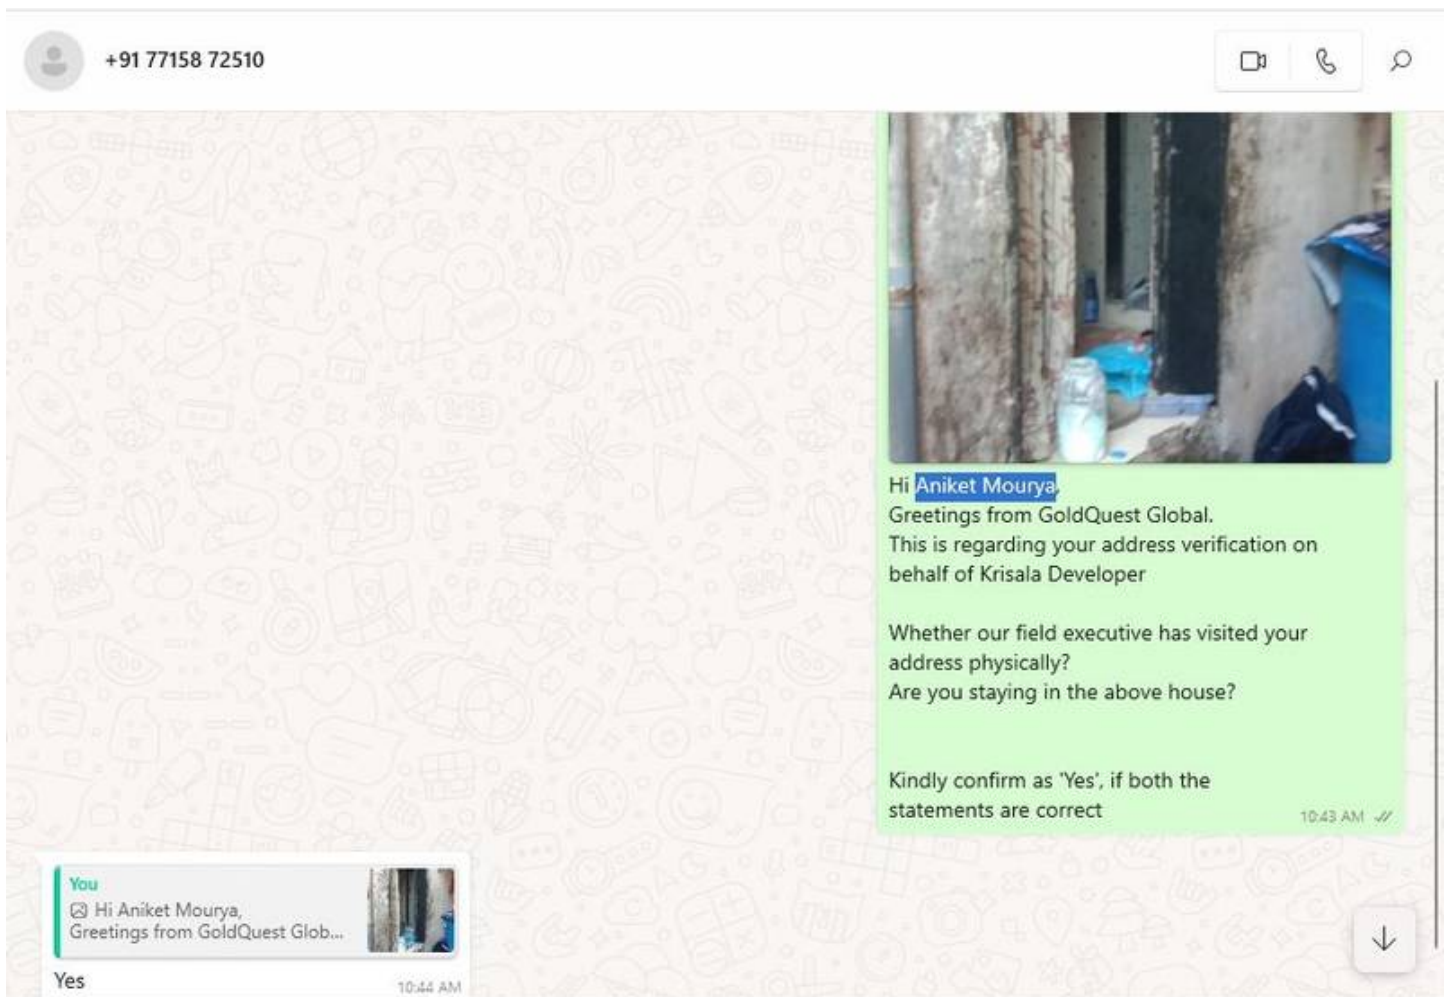 +91 77158 72510
Hi Aniket Mourya,
Greetings from GoldQuest Global.
This is regarding your address verification on
behalf of Krisala Developer
Whether our field executive has visited your
address physically?
Are you staying in the above house?
Kindly confirm as 'Yes', if both the
statements are correct
10:43 AM
You
Hi Aniket Mourya,
Greetings from GoldQuest Glob...
Yes
10:44 AM